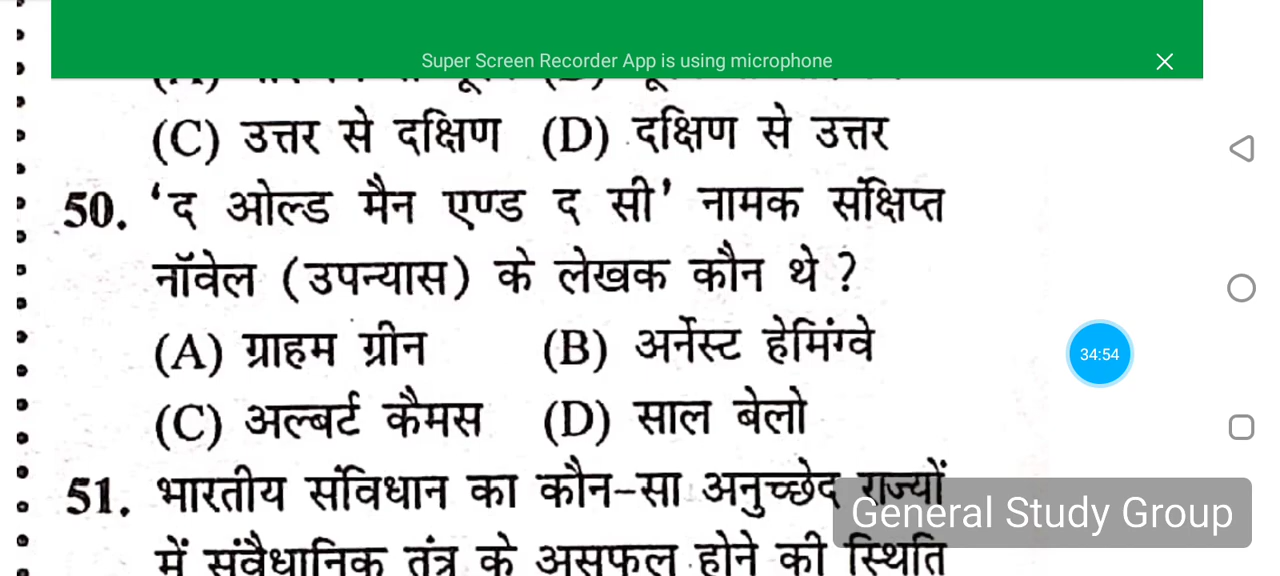 Super Screen Recorder App is using microphone
(C) उत्तर से दक्षिण (D) दक्षिण से उत्तर
50. ‘द ओल्ड मैन एण्ड द सी’ नामक संक्षिप्त
नॉवेल (उपन्यास) के लेखक कौन थे ?
(A) ग्राहम ग्रीन (B) अर्नेस्ट हेमिंग्वे
(C) अल्बर्ट कैमस (D) साल बेलो
34:54
51. भारतीय संविधान का कौन-सा अनुच्छेद राज्यों
General Study Group
में संवैधानिक तंत्र के असफल होने की स्थिति